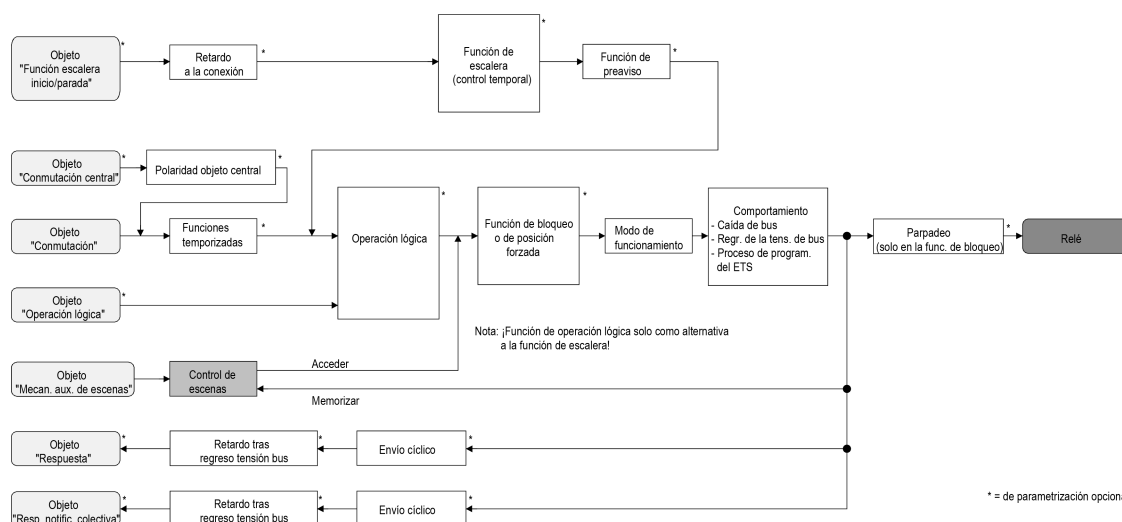 Objeto
"Función escalera
inicio/parada"
*
Retardo
a la conexión
*
Función de
escalera
(control temporal)
*
Función de
preaviso
*
Objeto
"Conmutación central"
*
Polaridad objeto central
*
Objeto
"Conmutación"
*
Funciones
temporizadas
*
Operación lógica
*
Función de bloqueo
o de posición
forzada
*
Modo de
funcionamiento
Comportamiento
- Caída de bus
- Regr. de la tens. de bus
- Proceso de program.
del ETS
Parpadeo
(solo en la func. de bloqueo)
*
Relé
Objeto
"Operación lógica"
*
Nota: ¡Función de operación lógica solo como alternativa
a la función de escalera!
Objeto
"Mecan. aux. de escenas"
Control de
escenas
Acceder
Memorizar
Objeto
"Respuesta"
*
Retardo tras
regreso tensión bus
*
Envío cíclico
*
Objeto
"Resp. notific. colectiva"
*
Retardo tras
regreso tensión bus
*
Envío cíclico
*
* = de parametrización opciona